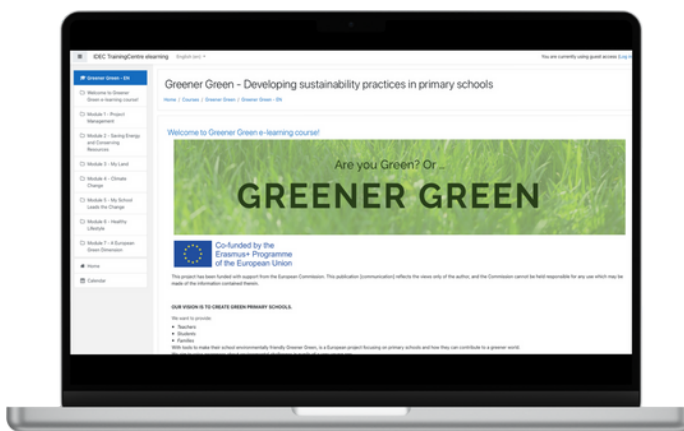 IDEC TrainingCentre elearning English (en)
You are currently using guest access (Log in
Greener Green - EN
Welcome to Greener
Green e-learning course!
Module 1 - Project
Management
Module 2 - Saving Energy
and Conserving
Resources
Module 3 - My Land
Module 4 - Climate
Change
Module 5 - My School
Leads the Change
Module 6 - Healthy
Lifestyle
Module 7 - A European
Green Dimension
Home
Calendar
Greener Green - Developing sustainability practices in primary schools
Home / Courses / Greener Green / Greener Green - EN
Welcome to Greener Green e-learning course!
Are you Green? Or ...
GREENER GREEN
Co-funded by the
Erasmus+ Programme
of the European Union
This project has been funded with support from the European Commission. This publication [communication] reflects the views only of the author, and the Commission cannot be held responsible for any use which may be
made of the information contained therein.
OUR VISION IS TO CREATE GREEN PRIMARY SCHOOLS.
We want to provide:
Teachers
Students
Families
With tools to make their school environmentally friendly Greener Green, is a European project focusing on primary schools and how they can contribute to a greener world.